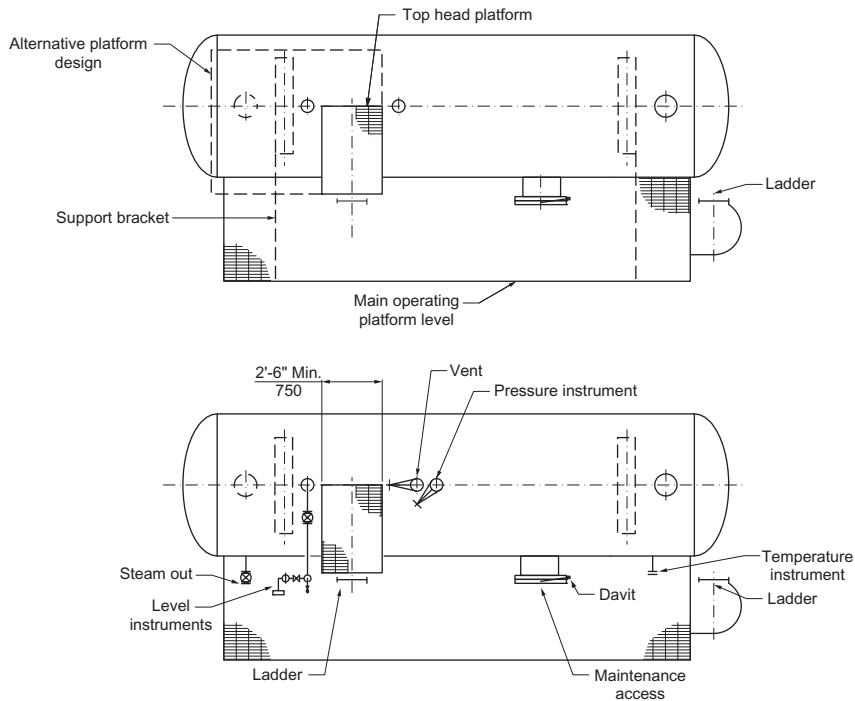 Top head platform
Alternative platform
design
Ladder
Support bracket
Main operating
platform level
2'-6" Min.
750
Vent
Pressure instrument
Steam out
Level
instruments
Temperature
instrument
Davit
Ladder
Ladder
Maintenance
access